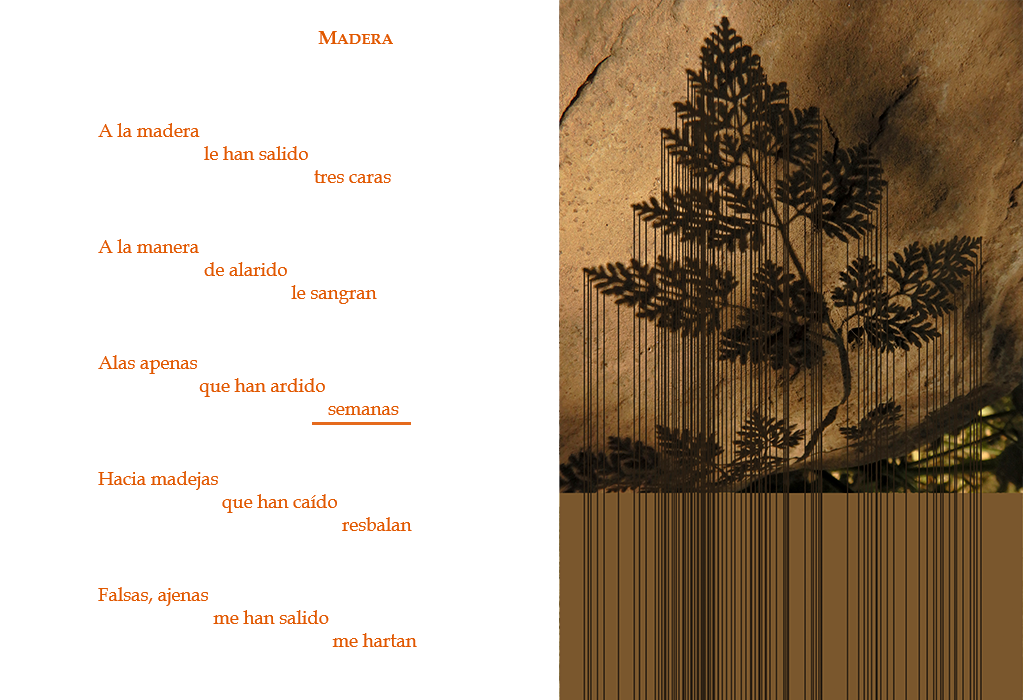 MADERA
A la madera
le han salido
tres caras
A la manera
de alarido
le sangran
Alas apenas
que han ardido
semanas
Hacia madejas
que han caído
resbalan
Falsas, ajenas
me han salido
me hartan